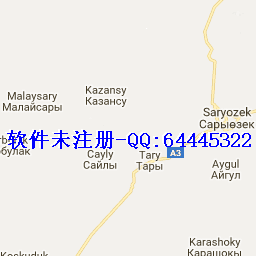 Kazansy
Казансу
Malaysary
Малайсары
Saryozek
Сарыөзек
软件未注册-QQ:64445322
булак
Cayly
Сайлы
Tary
Тары
A3
Aygul
Айгул
Karashoky
Карашокы